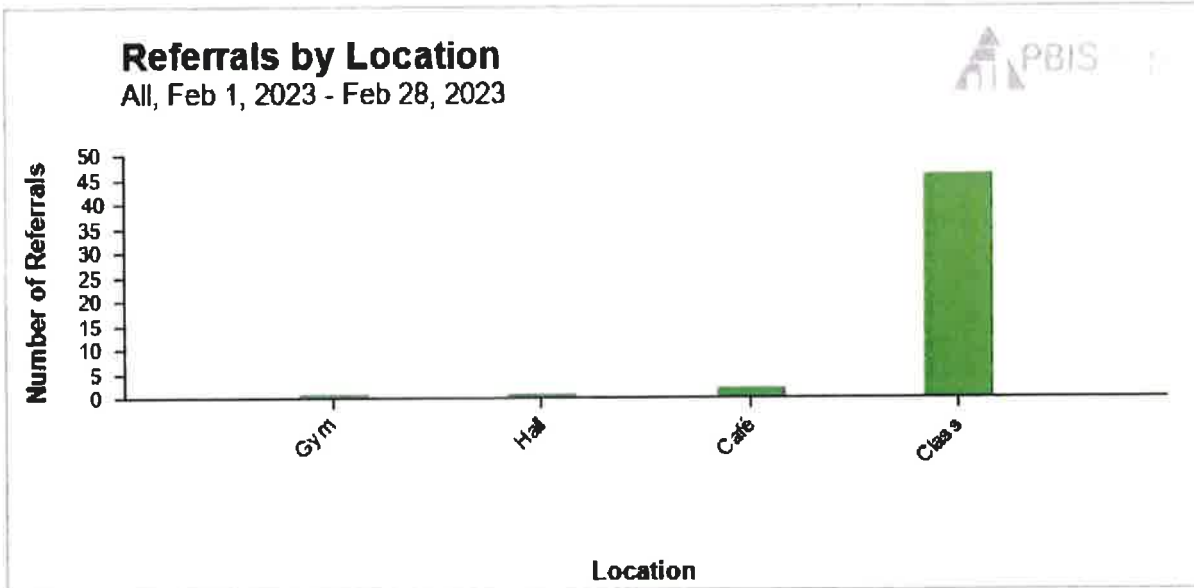 Referrals by Location
All, Feb 1, 2023 - Feb 28, 2023
PBIS
Number of Referrals
50
45
40
35
30
25
20
15
10
5
0
Gym
Hall
Café
Class
Location